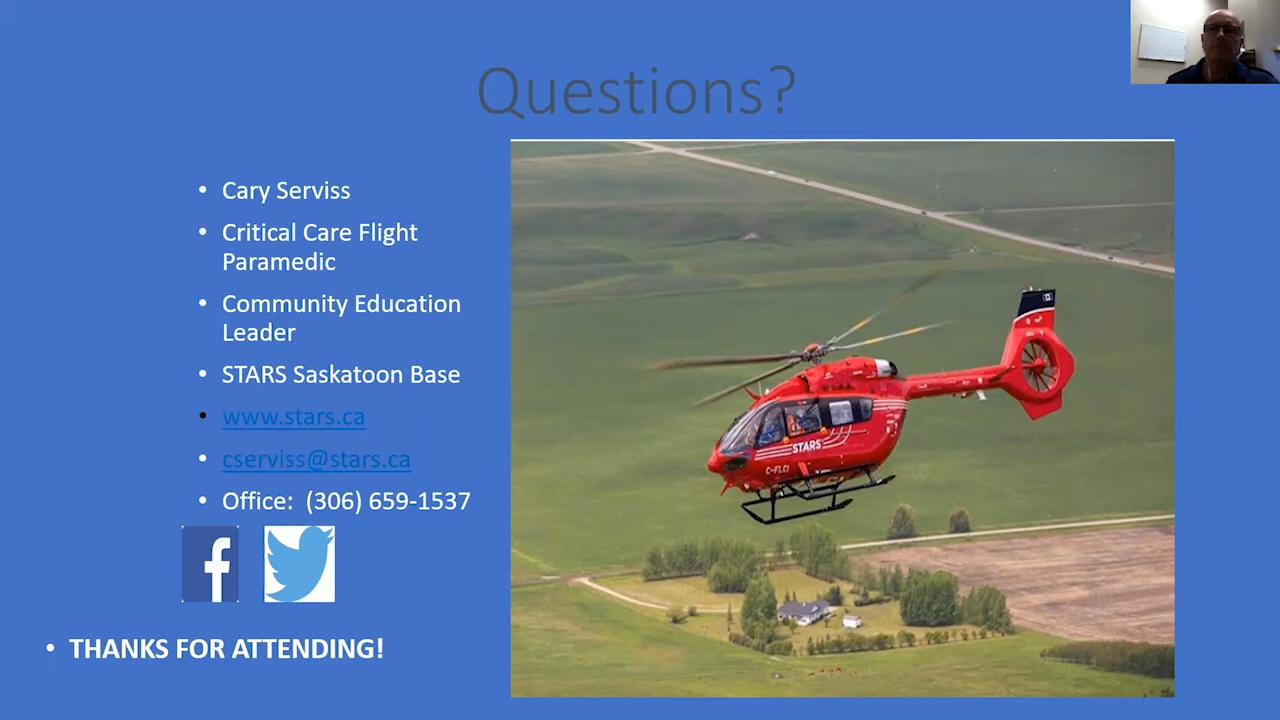 Questions?
• Cary Serviss
• Critical Care Flight
Paramedic
• Community Education
Leader
• STARS Saskatoon Base
• www.stars.ca
• cserviss@stars.ca
• Office: (306) 659-1537
STARS
C-FLCI
• THANKS FOR ATTENDING!